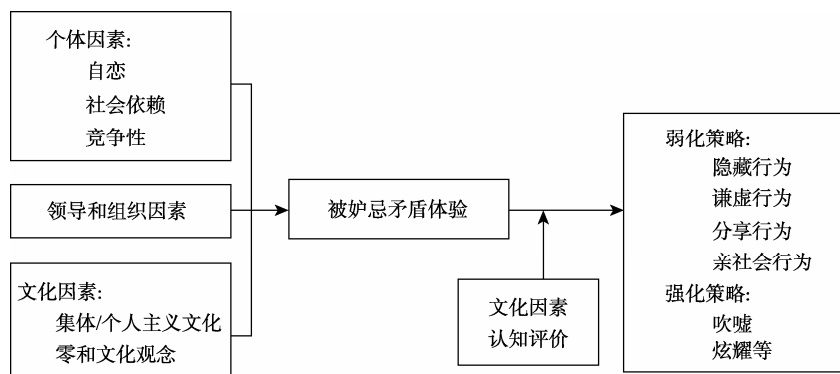 个体因素:
自恋
社会依赖
竞争性
领导和组织因素
文化因素:
集体/个人主义文化
零和文化观念
被妒忌矛盾体验
文化因素
认知评价
弱化策略:
隐藏行为
谦虚行为
分享行为
亲社会行为
强化策略:
吹嘘
炫耀等